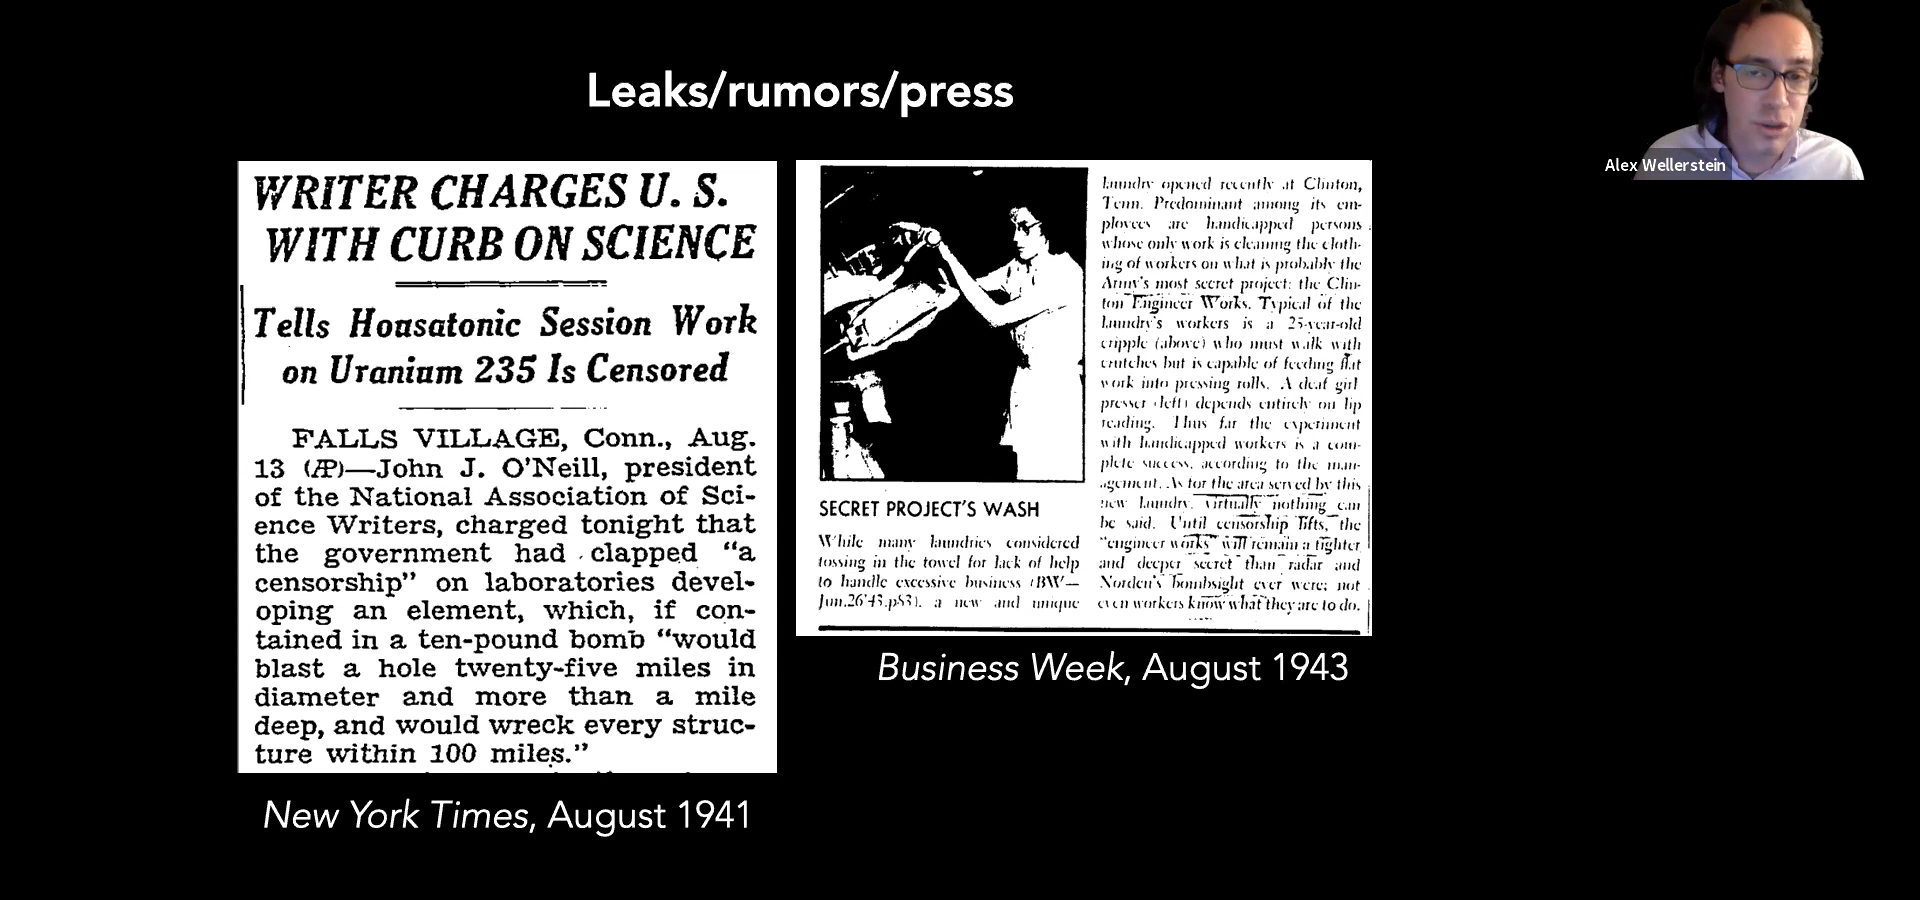 Leaks/rumors/press
WRITER CHARGES U. S.
WITH CURB ON SCIENCE
Tells Housatonic Session Work
on Uranium 235 Is Censored
FALLS VILLAGE, Conn., Aug.
13 (AP)—John J. O'Neill, president
of the National Association of Sci-
ence Writers, charged tonight that
the government had clapped "a
censorship" on laboratories devel-
oping an element, which, if con-
tained in a ten-pound bomb "would
blast a hole twenty-five miles in
diameter and more than a mile
deep, and would wreck every struc-
ture within 100 miles."
New York Times, August 1941
SECRET PROJECT'S WASH
While many laundries considered
tossing in the towel for lack of help
to handle excessive business (BW—
Jun.26'43,p83), a new and unique
laundry opened recently at Clinton,
Tenn. Predominant among its em-
ployees are handicapped persons
whose only work is cleaning the cloth-
ing of workers on what is probably the
Army's most secret project: the Clin-
ton Engineer Works. Typical of the
laundry's workers is a 25-year-old
cripple (above) who must walk with
crutches but is capable of feeding flat
work into pressing rolls. A deaf girl
presser (left) depends entirely on lip
reading. Thus far the experiment
with handicapped workers is a com-
plete success, according to the man-
agement. As for the area served by this
new laundry, virtually nothing can
be said. Until censorship lifts, the
"engineer works" will remain a tighter
and deeper secret than radar and
Norden's bombsight ever were; not
even workers know what they are to do.
Business Week, August 1943
Alex Wellerstein